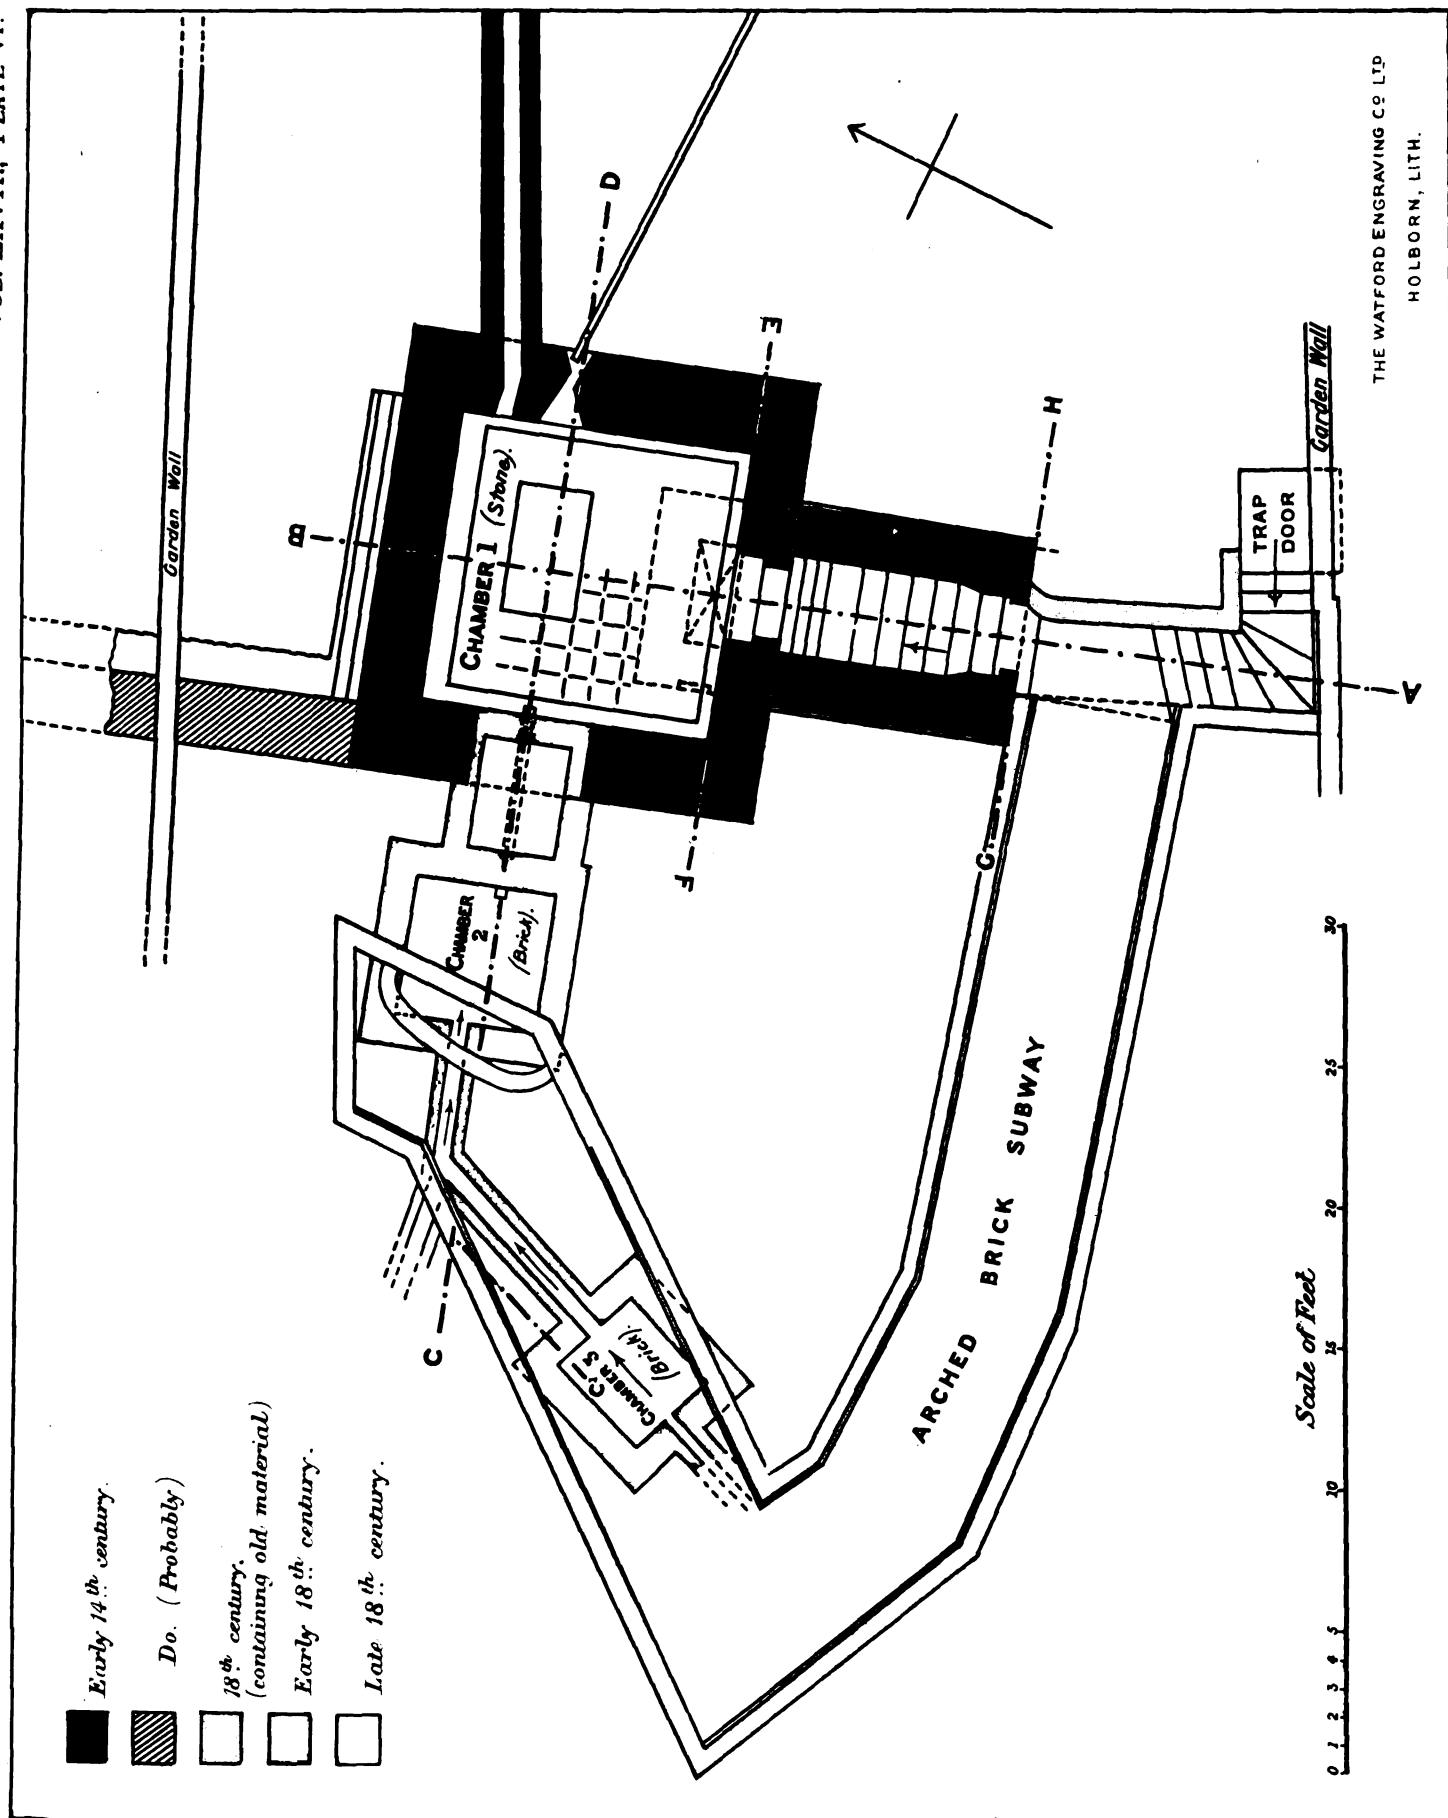 Early 14th century.
Do. (Probably)
18th century.
(containing old material)
Early 18th century.
Late 18th century.
Garden Wall
B
D
CHAMBER 1 (Stone).
E
F
H
G
CHAMBER
2
(Brick).
C
C
CHAMBER 3
(Brick).
ARCHED BRICK SUBWAY
TRAP
DOOR
Garden Wall
A
Scale of Feet
0 1 2 3 4 5 10 15 20 25 30
THE WATFORD ENGRAVING Co LTD
HOLBORN, LITH.